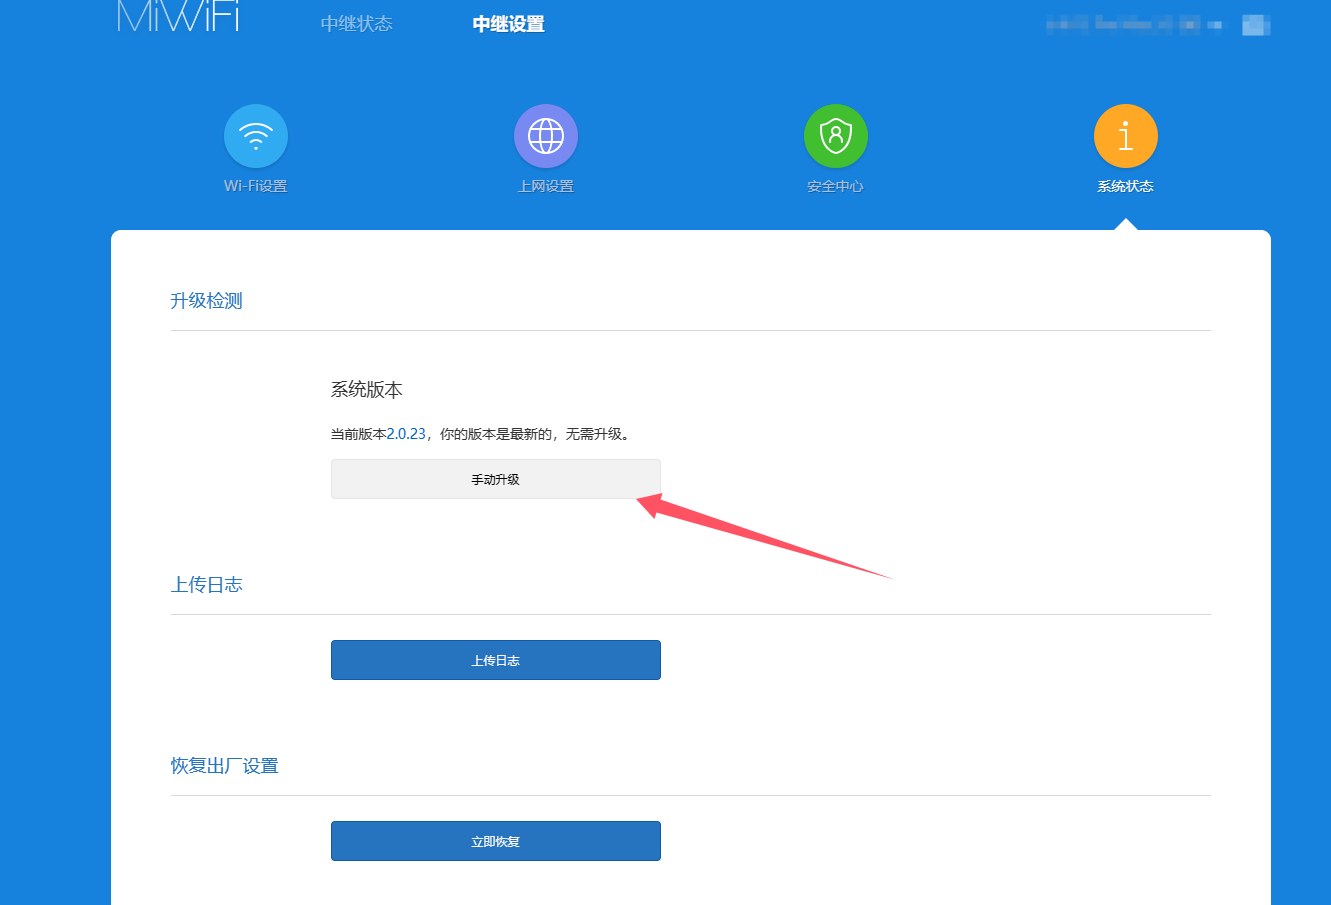 MiWiFi 中继状态 中继设置
Wi-Fi设置 上网设置 安全中心 系统状态
升级检测
系统版本
当前版本2.0.23，你的版本是最新的，无需升级。
手动升级
上传日志
上传日志
恢复出厂设置
立即恢复